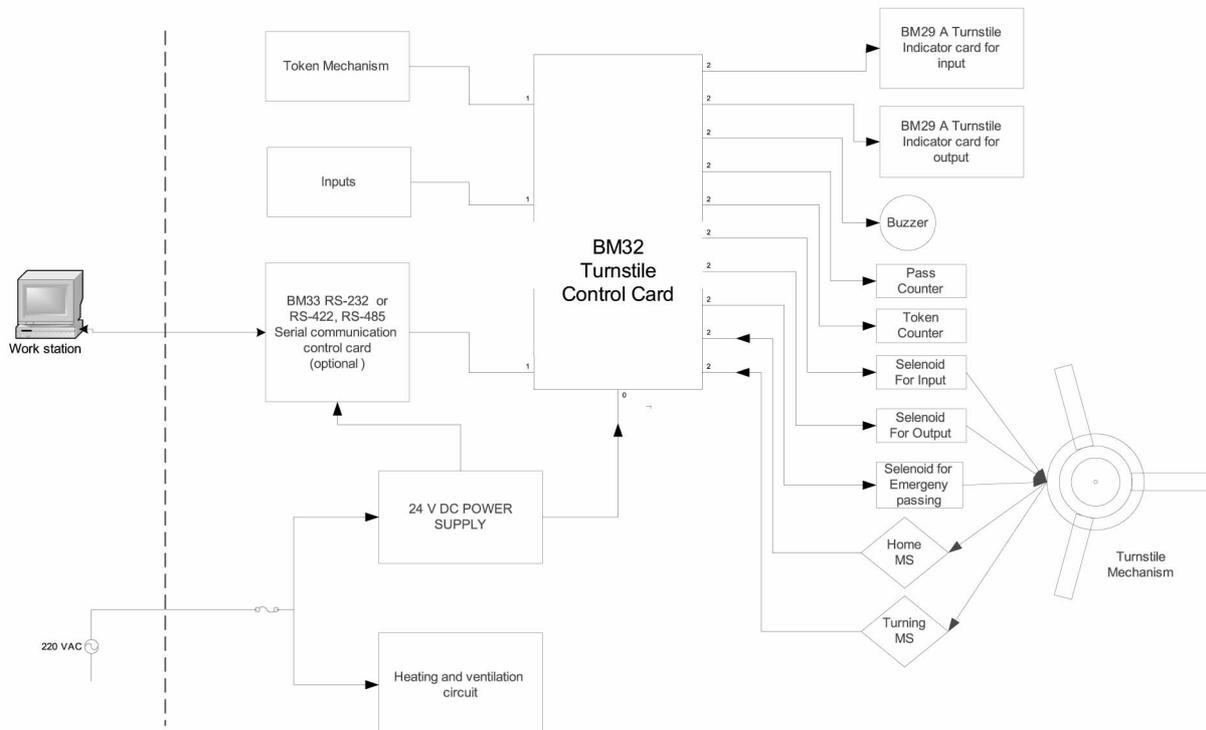 Token Mechanism
Inputs
BM33 RS-232 or
RS-422, RS-485
Serial communication
control card
(optional )
Work station
24 V DC POWER
SUPPLY
220 VAC
Heating and ventilation
circuit
1
1
1
BM32
Turnstile
Control Card
0
2
2
2
2
2
2
2
2
2
2
BM29 A Turnstile
Indicator card for
input
BM29 A Turnstile
Indicator card for
output
Buzzer
Pass
Counter
Token
Counter
Selenoid
For Input
Selenoid
For Output
Selenoid for
Emergeny
passing
Home
MS
Turning
MS
Turnstile
Mechanism